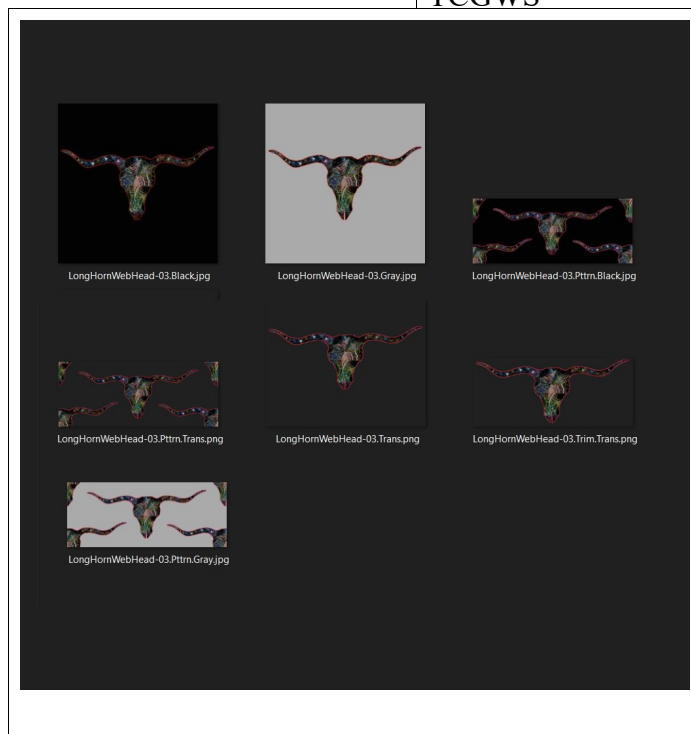 TCGWS
LongHornWebHead-03.Black.jpg
LongHornWebHead-03.Gray.jpg
LongHornWebHead-03.Pttrn.Black.jpg
LongHornWebHead-03.Pttrn.Trans.png
LongHornWebHead-03.Trans.png
LongHornWebHead-03.Trim.Trans.png
LongHornWebHead-03.Pttrn.Gray.jpg